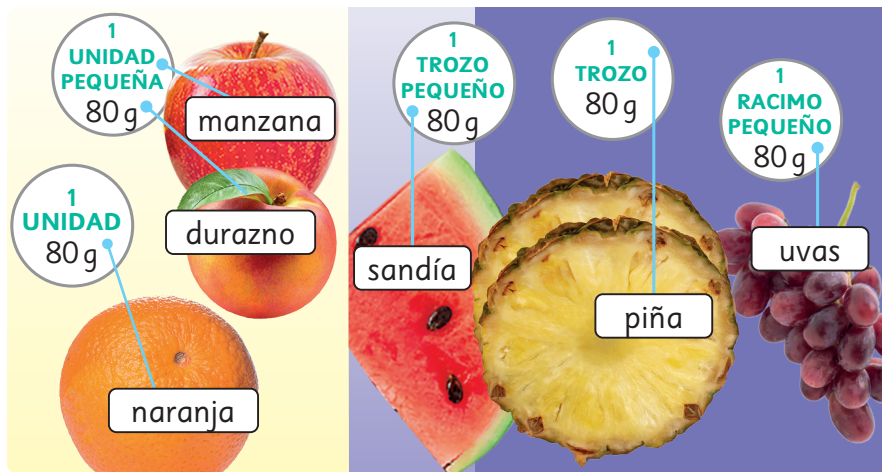 1
UNIDAD
PEQUEÑA
80 g
manzana
durazno
1
UNIDAD
80 g
naranja
1
TROZO
PEQUEÑO
80 g
sandía
1
TROZO
80 g
piña
1
RACIMO
PEQUEÑO
80 g
uvas